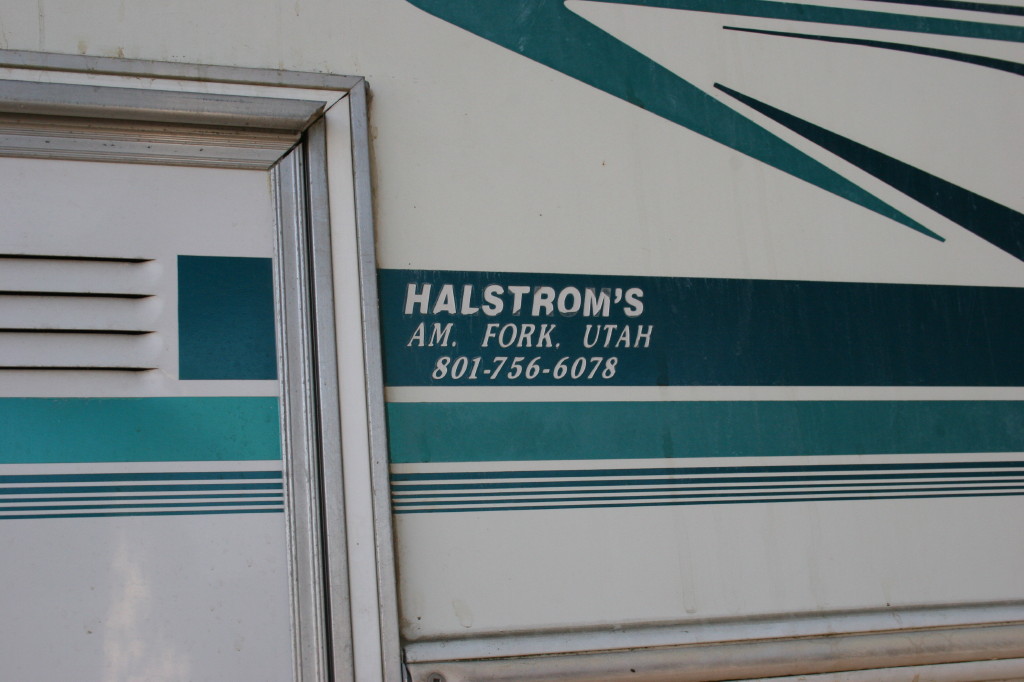 HALSTROM'S
AM. FORK. UTAH
801-756-6078